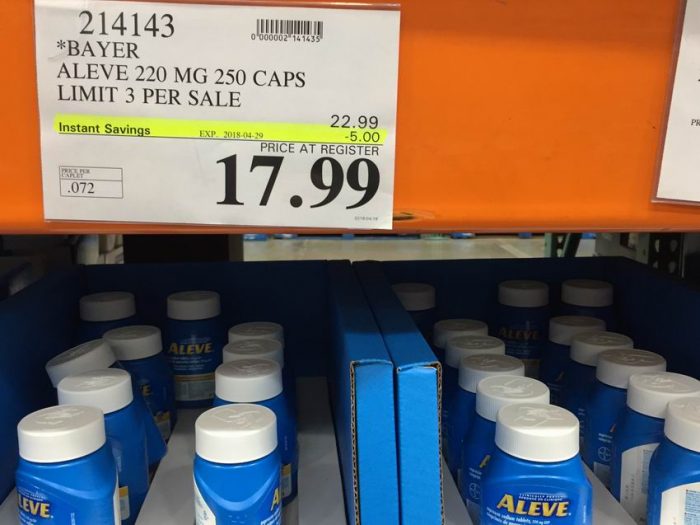 214143
0"000002"141435
*BAYER
ALEVE 220 MG 250 CAPS
LIMIT 3 PER SALE
22.99
Instant Savings EXP. 2018-04-29 -5.00
PRICE AT REGISTER
17.99
PRICE PER
CAPLET
.072
ALEVE.
ALEVE
EVE.
A
ALEVE.